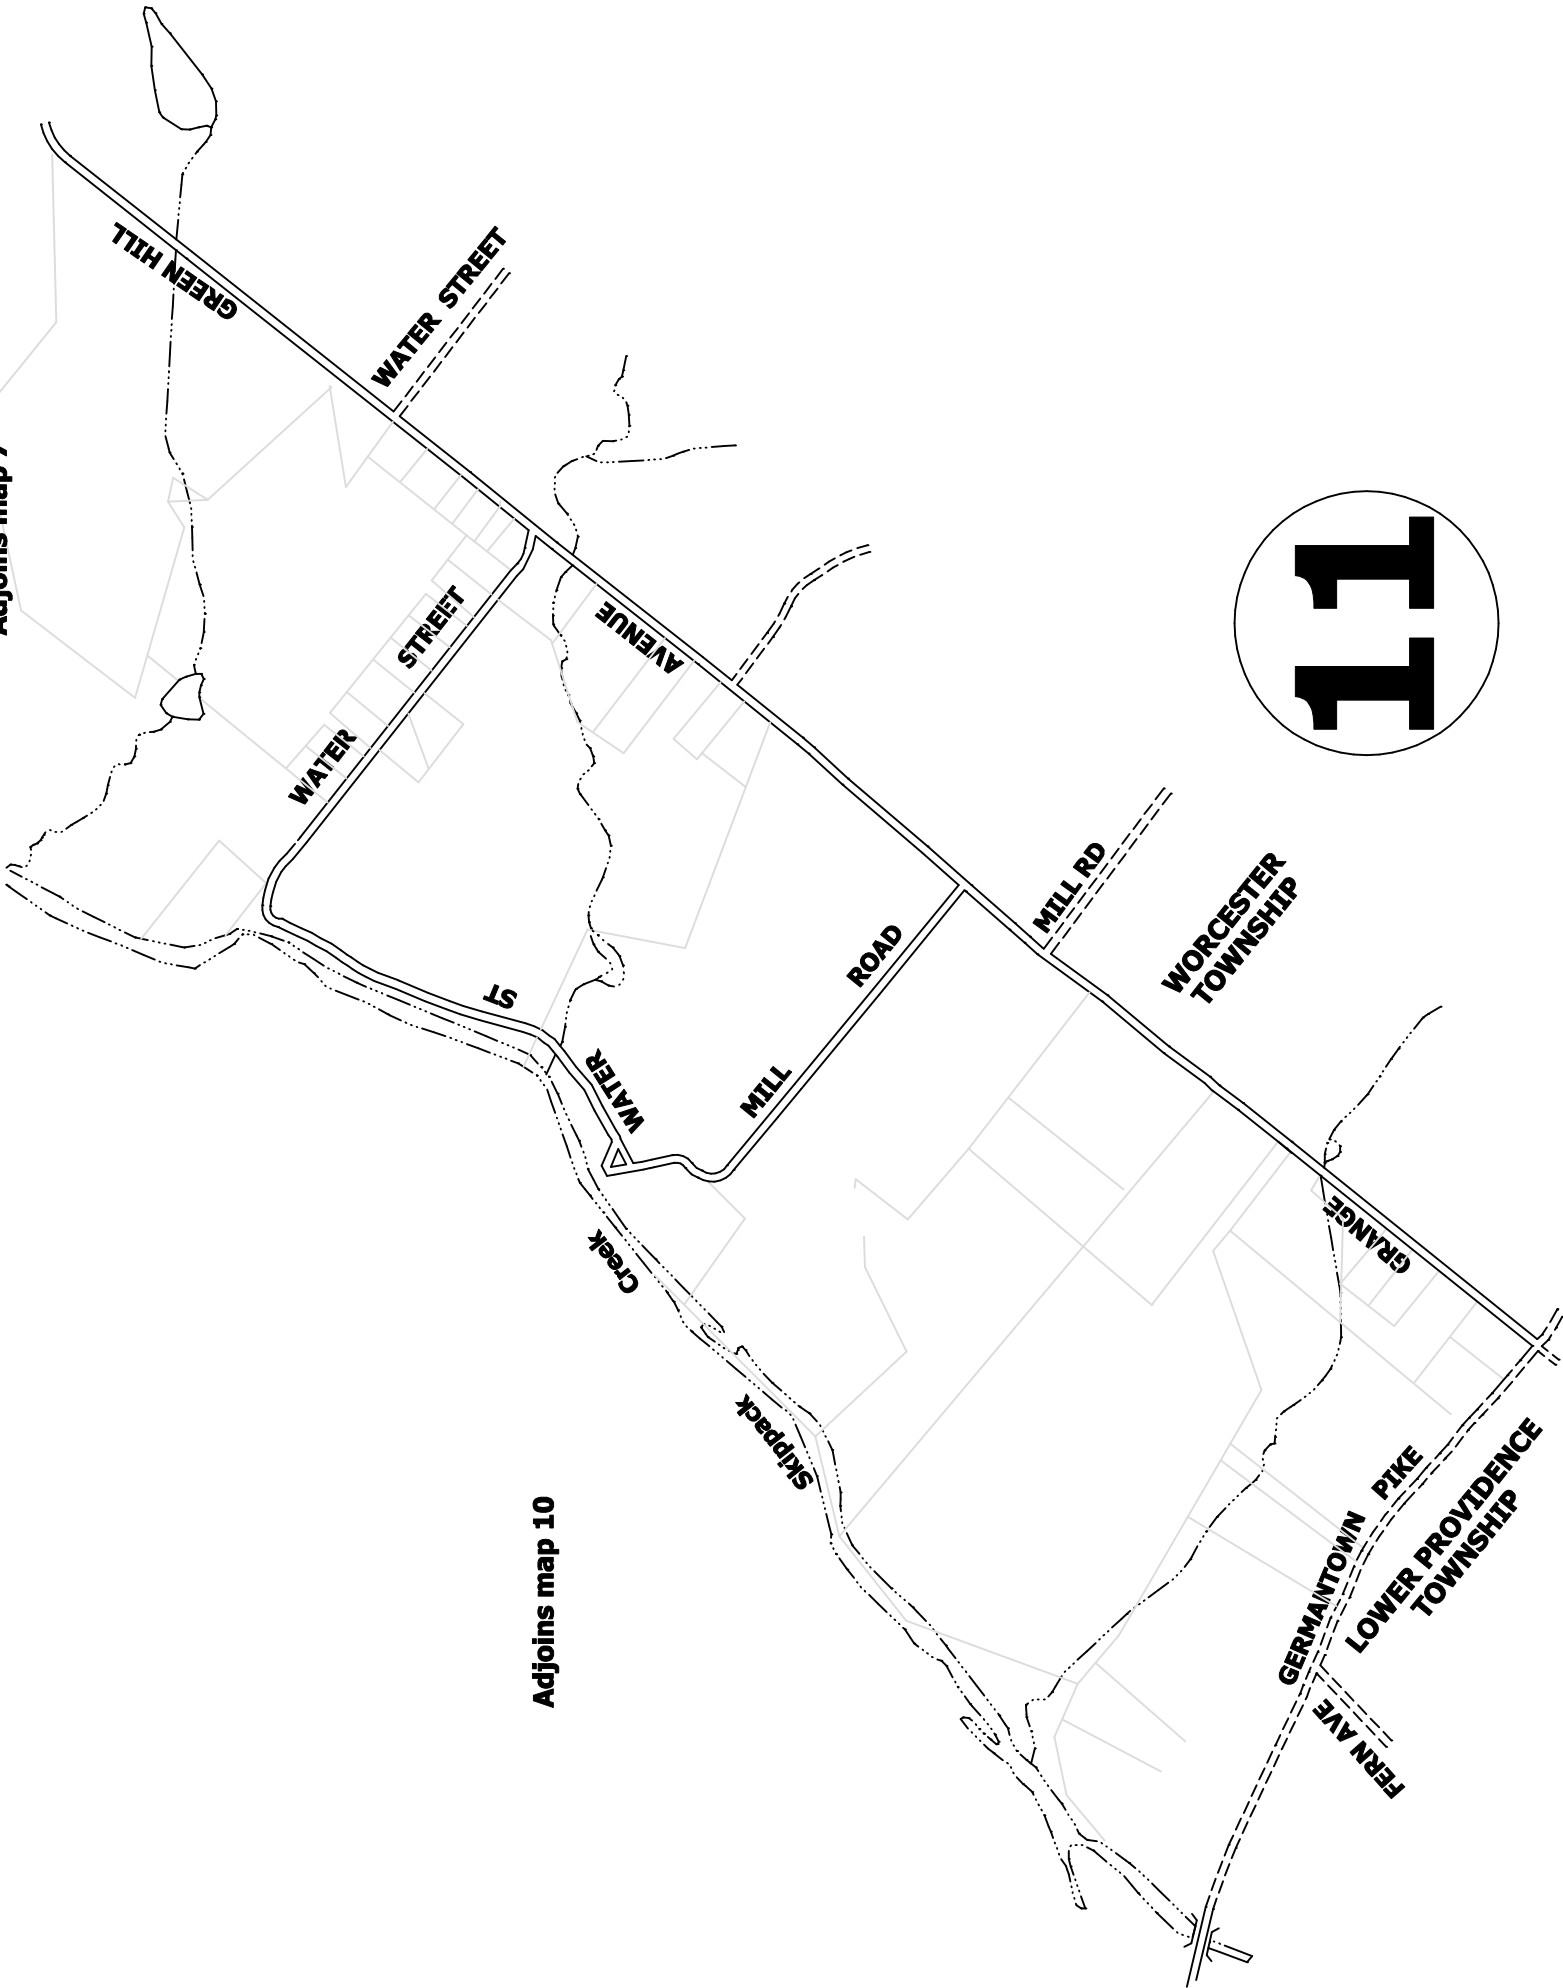 Adjoins map 7
GREEN HILL
WATER STREET
WATER STREET
AVENUE
11
MILL RD
WORCESTER
TOWNSHIP
ROAD
MILL
ST
WATER
Creek
Skippack
GRANGE
Adjoins map 10
GERMANTOWN PIKE
LOWER PROVIDENCE
TOWNSHIP
FERN AVE